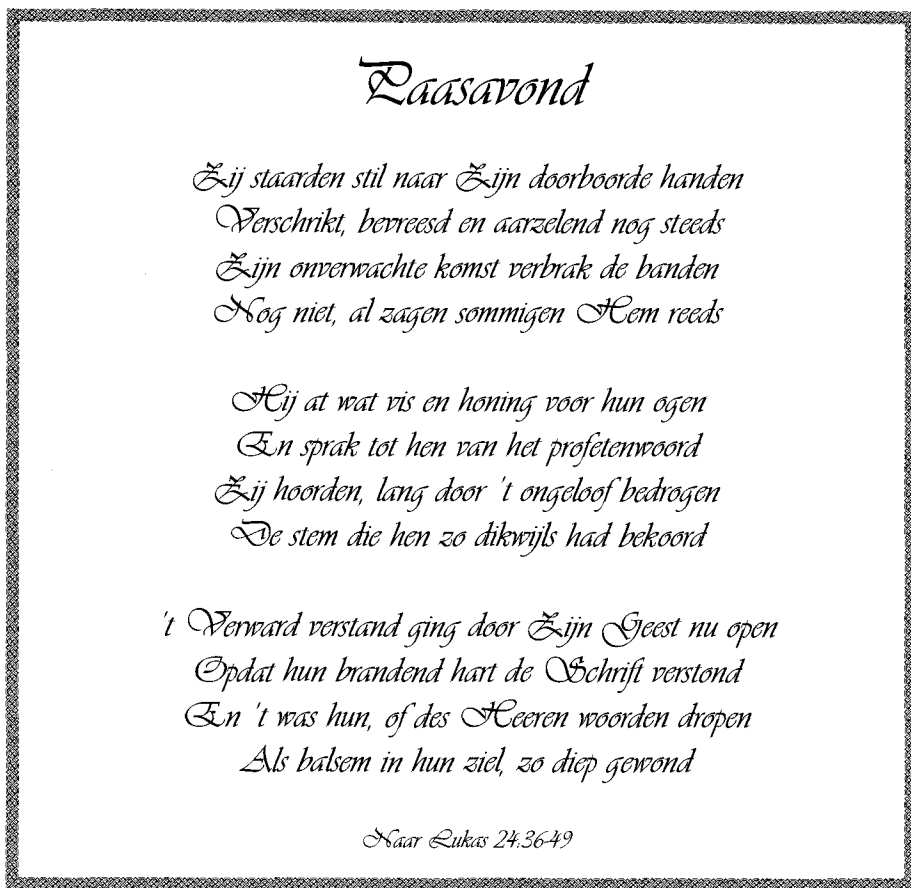 Paasavond
Zij staarden stil naar Zijn doorboorde handen
Verschrikt, bevreesd en aarzelend nog steeds
Zijn onverwachte komst verbrak de banden
Nog niet, al zagen sommigen Hem reeds
Hij at wat vis en honing voor hun ogen
En sprak tot hen van het profetenwoord
Zij hoorden, lang door 't ongeloof bedrogen
De stem die hen zo dikwijls had bekoord
't Verward verstand ging door Zijn Geest nu open
Opdat hun brandend hart de Schrift verstond
En 't was hun, of des Heeren woorden dropen
Als balsem in hun ziel, zo diep gewond
Naar Lukas 24:36-49